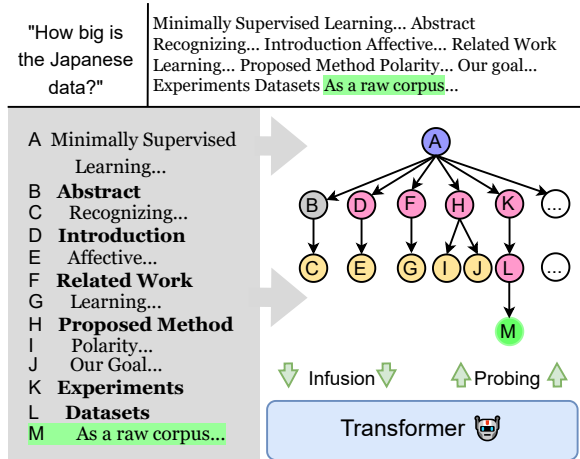 "How big is
the Japanese
data?"
Minimally Supervised Learning... Abstract
Recognizing... Introduction Affective... Related Work
Learning... Proposed Method Polarity... Our goal...
Experiments Datasets As a raw corpus...
A Minimally Supervised
Learning...
B Abstract
C Recognizing...
D Introduction
E Affective...
F Related Work
G Learning...
H Proposed Method
I Polarity...
J Our Goal...
K Experiments
L Datasets
M As a raw corpus...
A
B D F H K ...
C E G I J L ...
M
Infusion Probing
Transformer